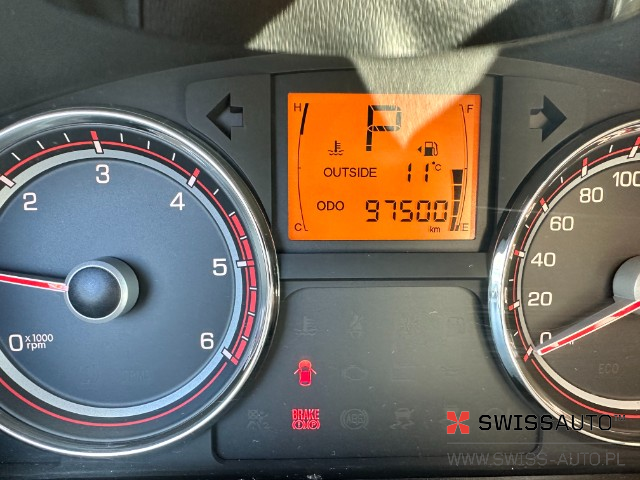 H P F
OUTSIDE 11°C
ODO 97500 km
C E
0 2 3 4 5 6
x1000
rpm
0 20 40 60 80 100
ECO
BRAKE
SWISSAUTO
WWW.SWISS-AUTO.PL